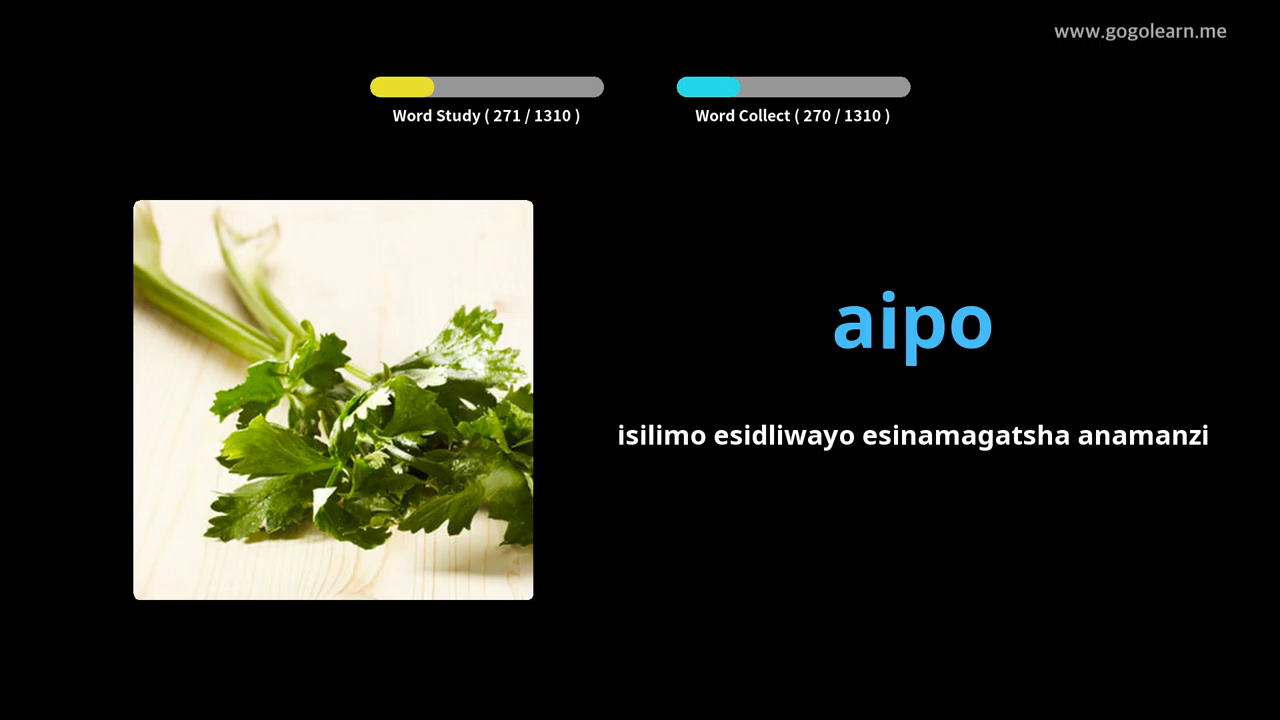 www.gogolearn.me
Word Study ( 271 / 1310 )
Word Collect ( 270 / 1310 )
aipo
isilimo esidliwayo esinamagatsha anamanzi